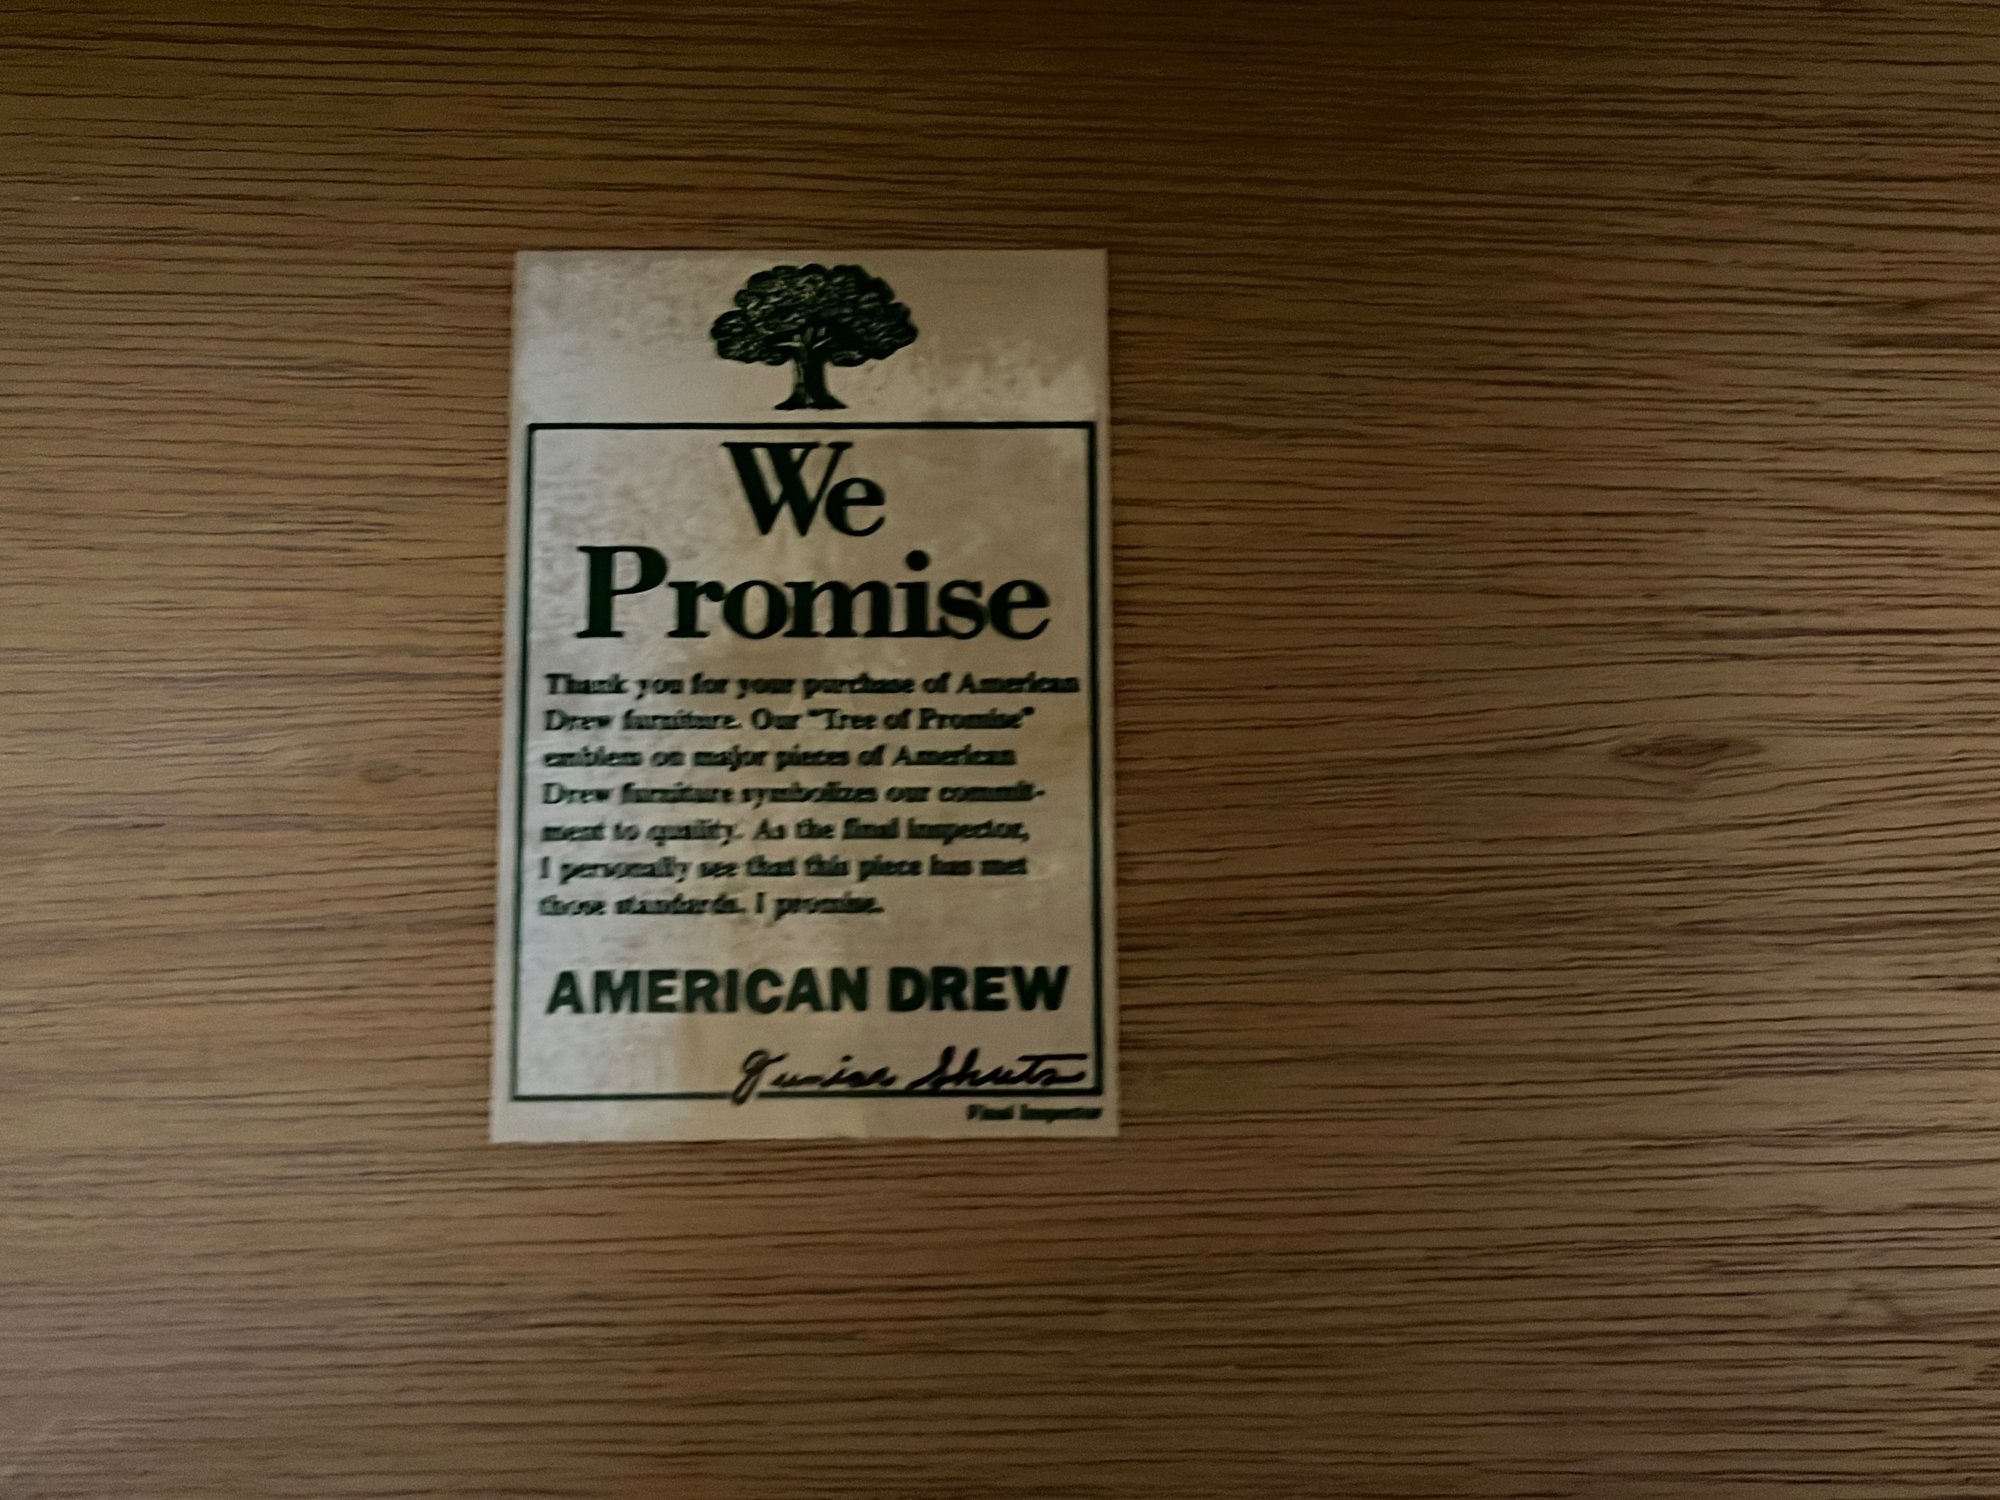 We
Promise
Thank you for your purchase of American
Drew furniture. Our "Tree of Promise"
emblem on major pieces of American
Drew furniture symbolizes our commit-
ment to quality. As the final inspector,
I personally see that this piece has met
those standards. I promise.
AMERICAN DREW
Junior Shuts
Final Inspector